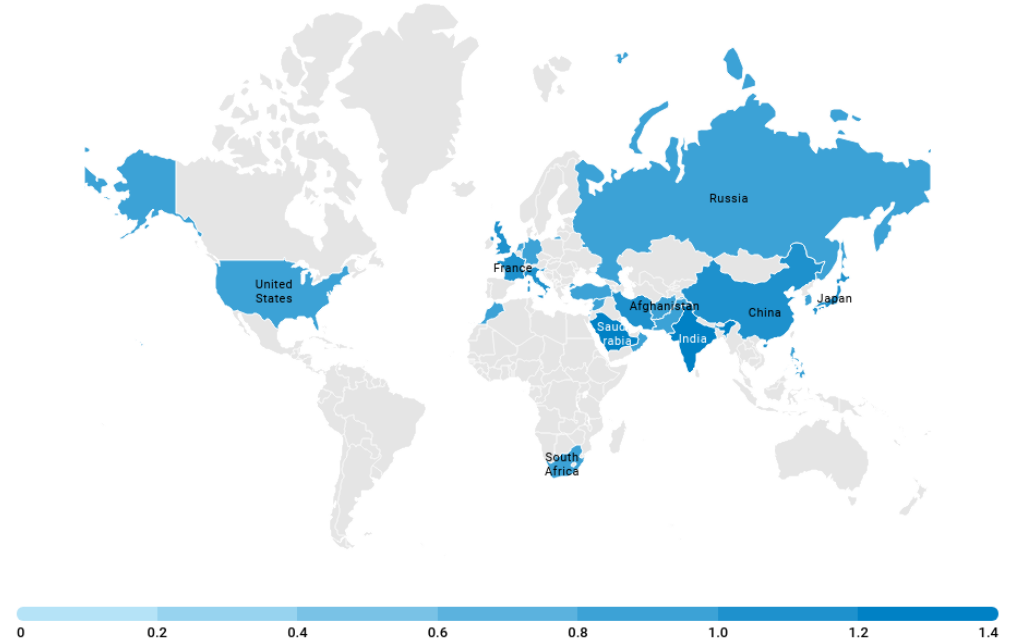 Russia
France
United
States
Afghanistan
Japan
China
Saud
rabia
India
South
Africa
0 0.2 0.4 0.6 0.8 1.0 1.2 1.4